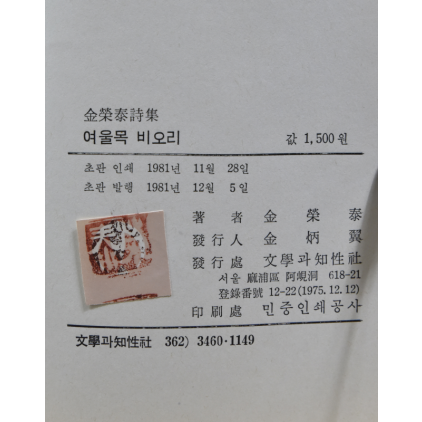 金榮泰詩集
여울목 비오리 값 1,500원
초판 인쇄 1981년 11월 28일
초판 발행 1981년 12월 5일
著者 金榮泰
發行人 金炳翼
發行處 文學과知性社
서울 麻浦區 阿峴洞 618-21
登錄番號 12-22(1975.12.12)
印刷處 민중인쇄공사
文學과知性社 362) 3460·1149